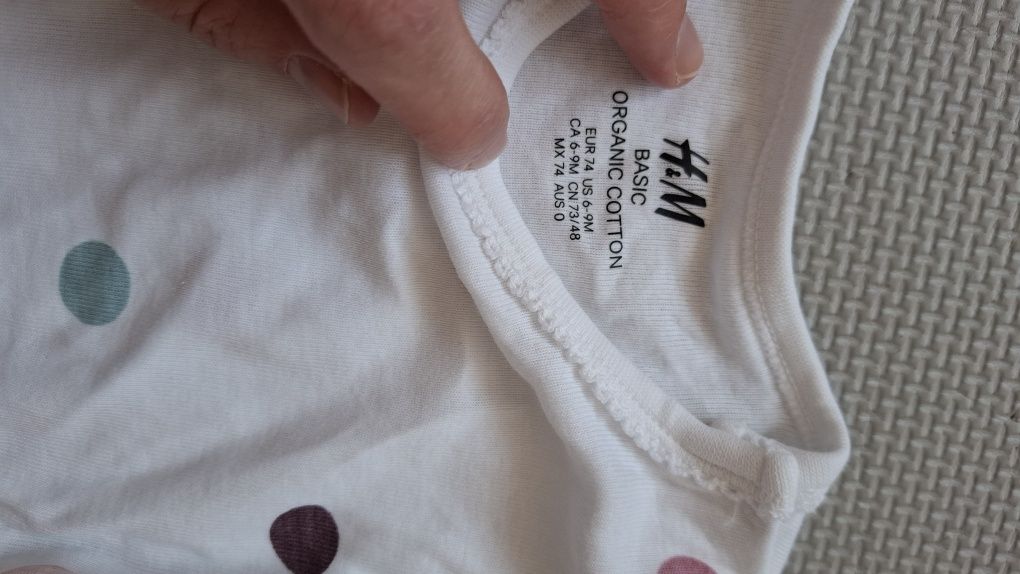 H&M
BASIC
ORGANIC COTTON
EUR 74 US 6-9M
CA 6-9M CN 73/48
MX 74 AUS 0